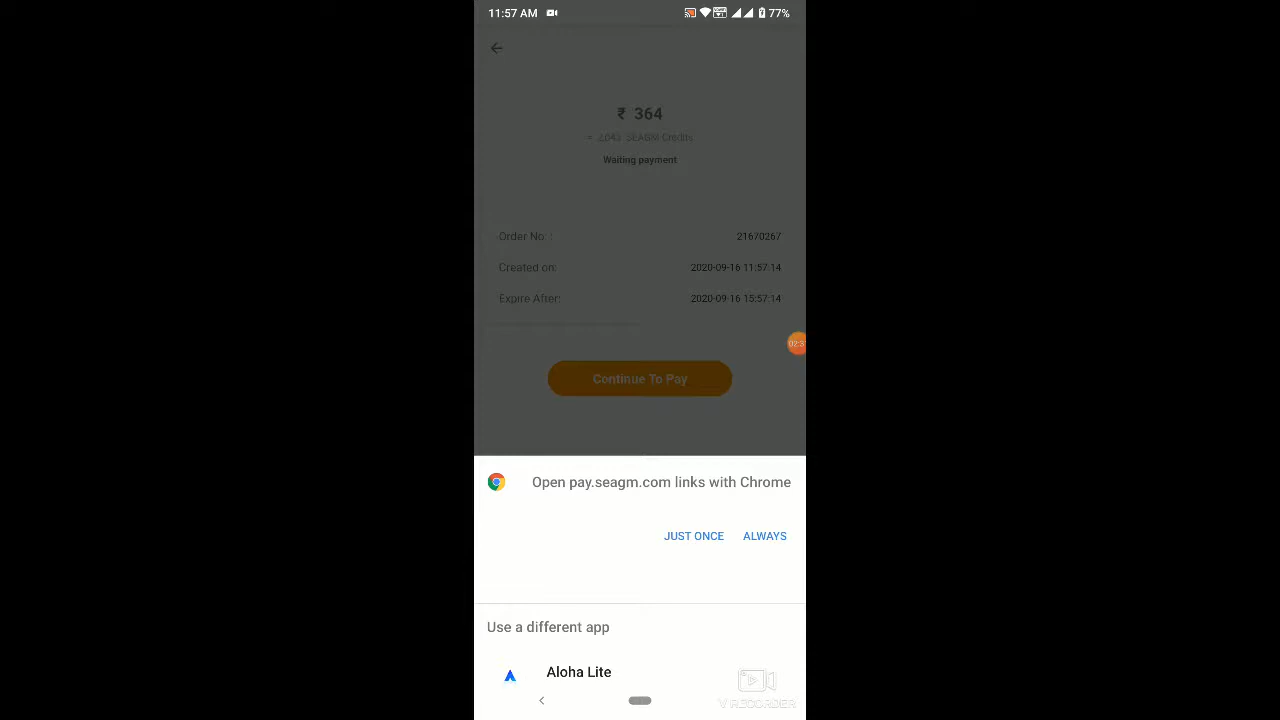 11:57 AM 77%
₹ 364
SEAGM Credits
Waiting payment
Order No: : 21670267
Created on: 2020-09-16 11:57:14
Expire After: 2020-09-16 15:57:14
Continue To Pay
Open pay.seagm.com links with Chrome
JUST ONCE ALWAYS
Use a different app
Aloha Lite
V RECORDER